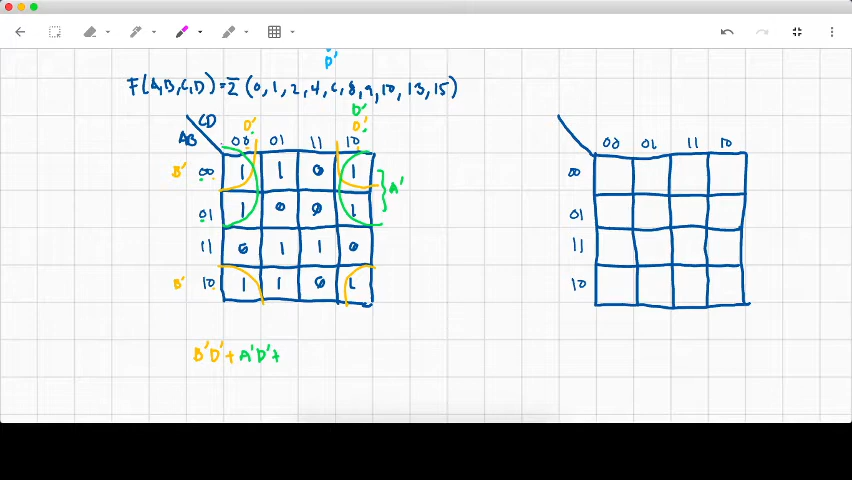 D'
F(A,B,C,D) = Σ (0, 1, 2, 4, 6, 8, 9, 10, 13, 15)
D'
CD D' D'
AB 00 01 11 10
B' 00 1 1 0 1
A'
01 1 0 0 1
11 0 1 1 0
B' 10 1 1 0 1
B'D' + A'D' +
00 01 11 10
00
01
11
10